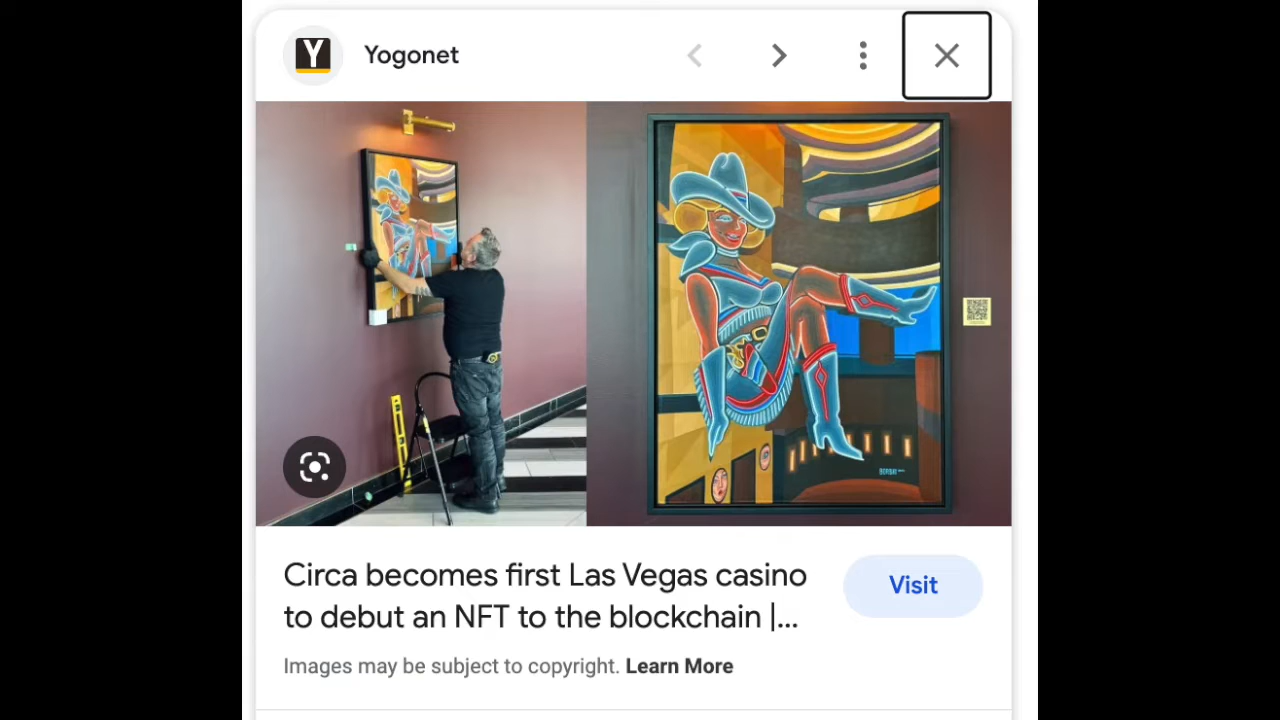 Y
Yogonet
Circa becomes first Las Vegas casino
to debut an NFT to the blockchain |...
Visit
Images may be subject to copyright. Learn More